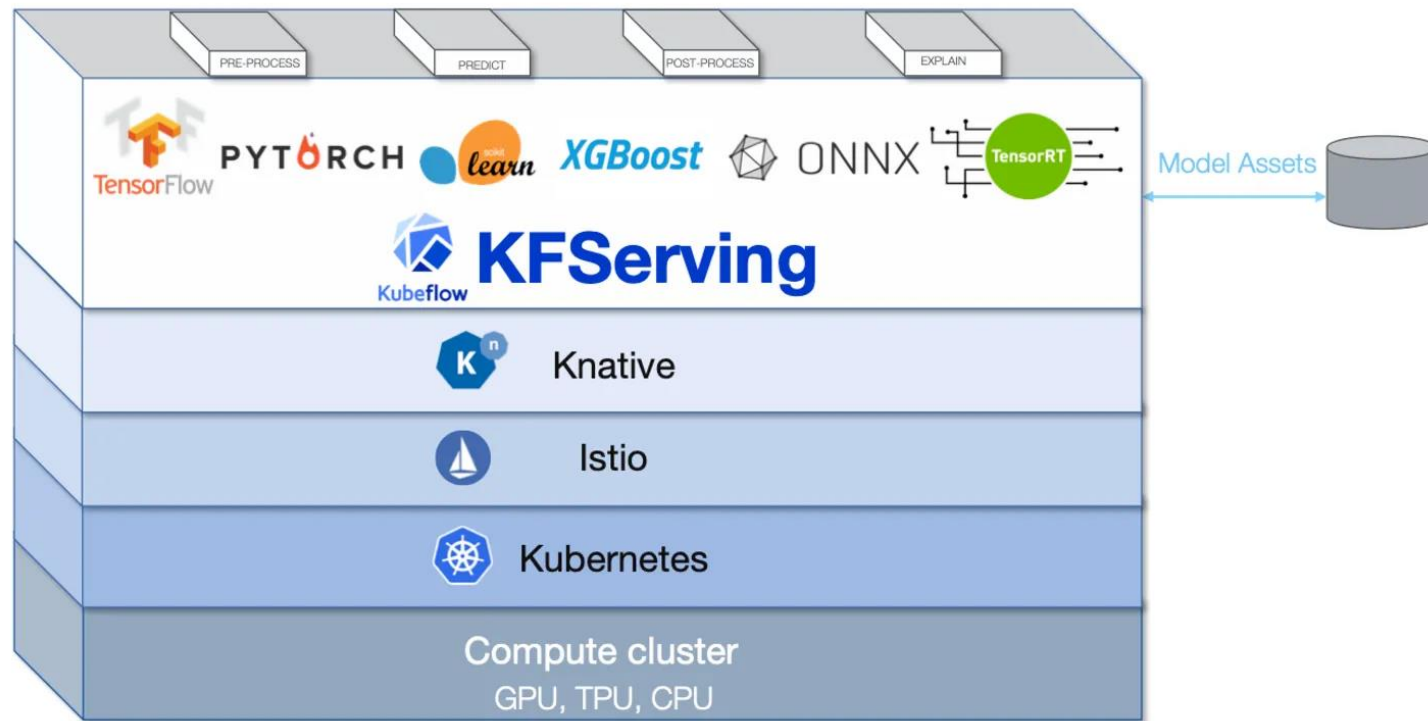 PRE-PROCESS
PREDICT
POST-PROCESS
EXPLAIN
TensorFlow
PYTORCH
scikit
learn
XGBoost
ONNX
TensorRT
Model Assets
Kubeflow
KFServing
K
n
Knative
Istio
Kubernetes
Compute cluster
GPU, TPU, CPU